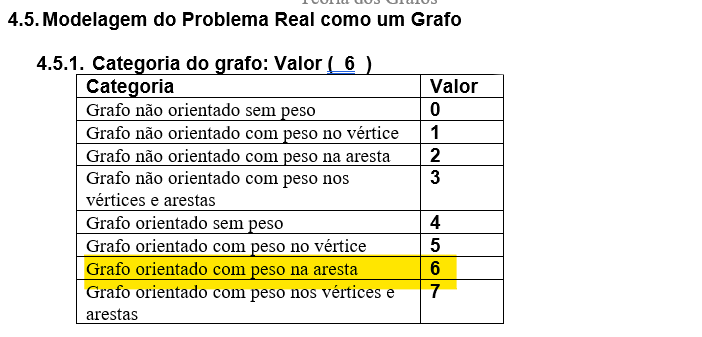 Teoria dos Grafos
4.5. Modelagem do Problema Real como um Grafo
4.5.1. Categoria do grafo: Valor ( 6 )
Categoria Valor
Grafo não orientado sem peso 0
Grafo não orientado com peso no vértice 1
Grafo não orientado com peso na aresta 2
Grafo não orientado com peso nos 3
vértices e arestas
Grafo orientado sem peso 4
Grafo orientado com peso no vértice 5
Grafo orientado com peso na aresta 6
Grafo orientado com peso nos vértices e 7
arestas